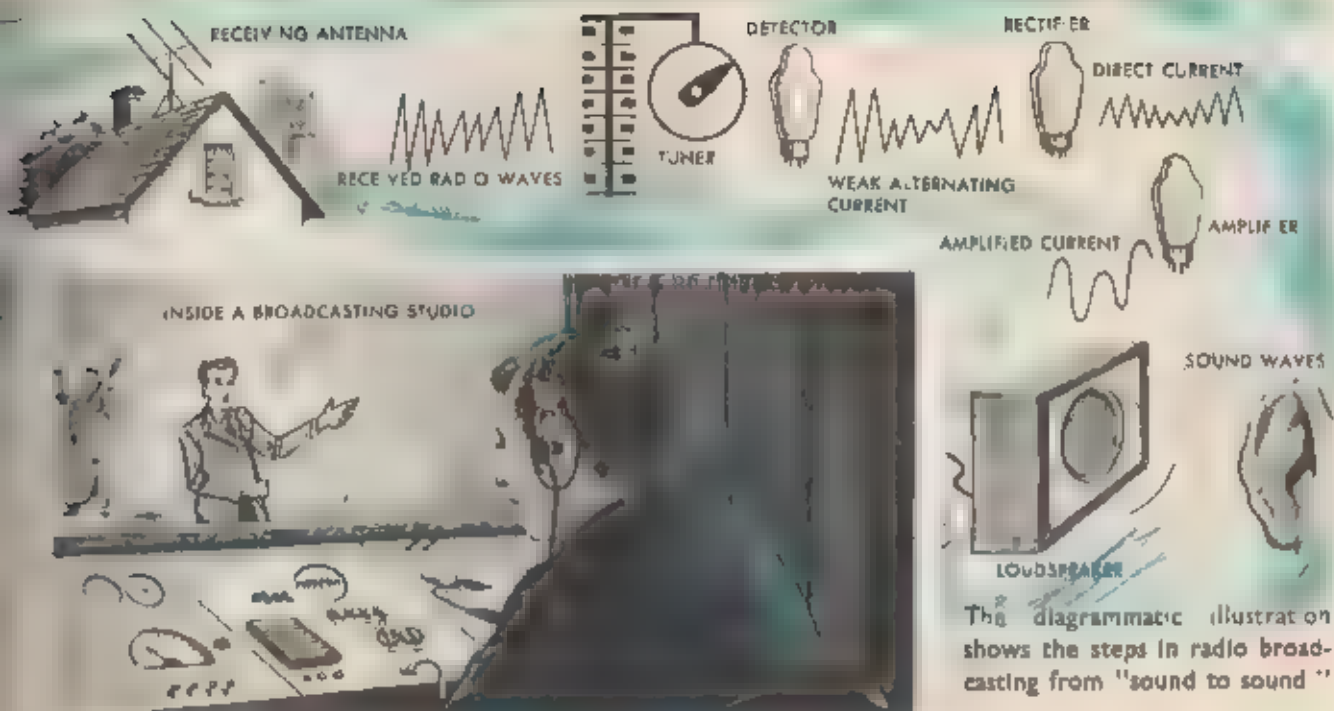 RECEIVING ANTENNA
RECEIVED RADIO WAVES
TUNER
DETECTOR
WEAK ALTERNATING
CURRENT
RECTIFIER
DIRECT CURRENT
AMPLIFIER
AMPLIFIED CURRENT
LOUDSPEAKER
SOUND WAVES
INSIDE A BROADCASTING STUDIO
The diagrammatic illustration
shows the steps in radio broad-
casting from "sound to sound"